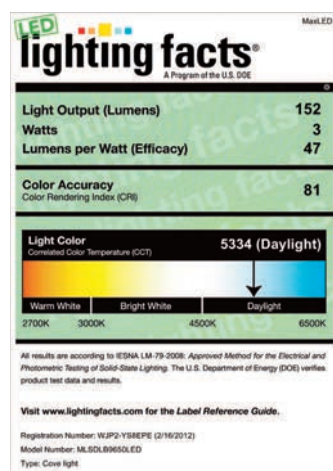 MaxLED
LED
lighting facts®
A Program of the U.S. DOE
Light Output (Lumens) 152
Watts 3
Lumens per Watt (Efficacy) 47
Color Accuracy 81
Color Rendering Index (CRI)
Light Color 5334 (Daylight)
Correlated Color Temperature (CCT)
Warm White Bright White Daylight
2700K 3000K 4500K 6500K
All results are according to IESNA LM-79-2008: Approved Method for the Electrical and
Photometric Testing of Solid-State Lighting. The U.S. Department of Energy (DOE) verifies
product test data and results.
Visit www.lightingfacts.com for the Label Reference Guide.
Registration Number: WJP2-YS8EPE (2/16/2012)
Model Number: MLSDLB9650LED
Type: Cove light